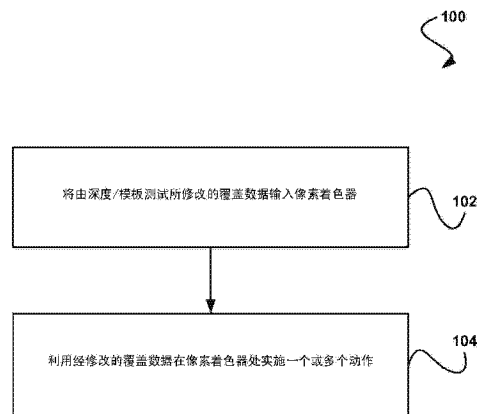 100
将由深度/模板测试所修改的覆盖数据输入像素着色器
102
利用经修改的覆盖数据在像素着色器处实施一个或多个动作
104